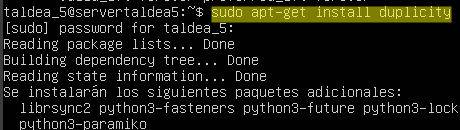 taldea_5@servertaldea5:~$ sudo apt-get install duplicity
[sudo] password for taldea_5:
Reading package lists... Done
Building dependency tree... Done
Reading state information... Done
Se instalarán los siguientes paquetes adicionales:
  librsync2 python3-fasteners python3-future python3-lock
  python3-paramiko